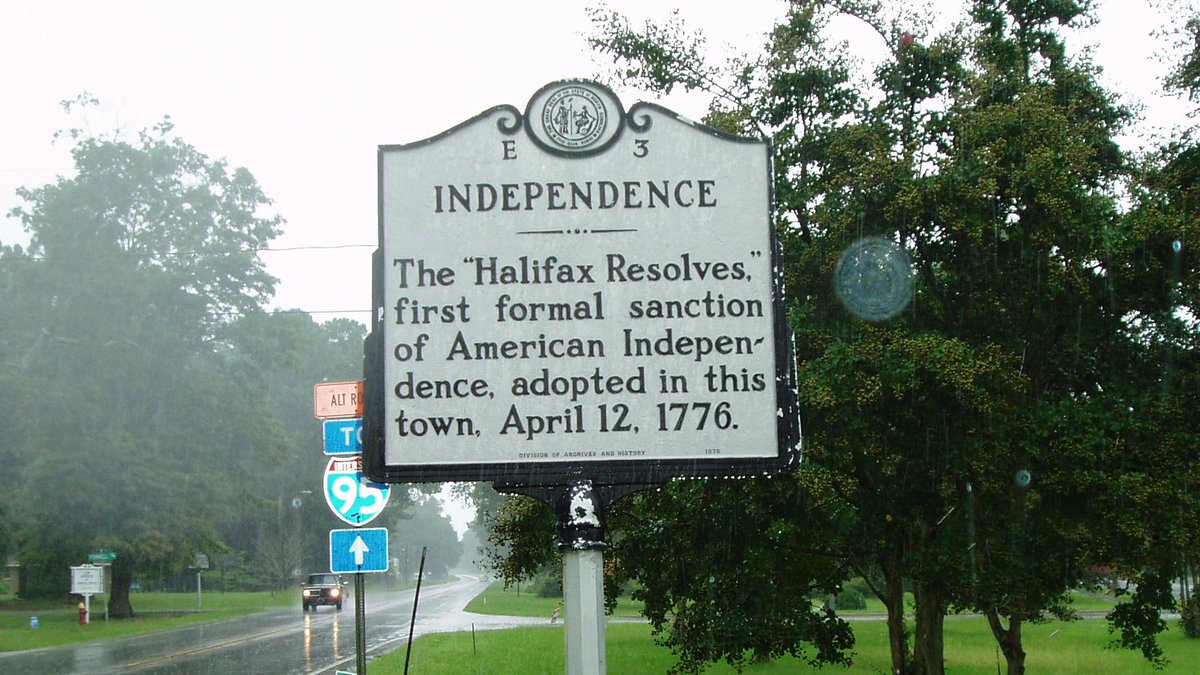 E 3
INDEPENDENCE
The "Halifax Resolves,"
first formal sanction
of American Indepen-
dence, adopted in this
town, April 12, 1776.
DIVISION OF ARCHIVES AND HISTORY
ALT
TO
INTERSTATE
95